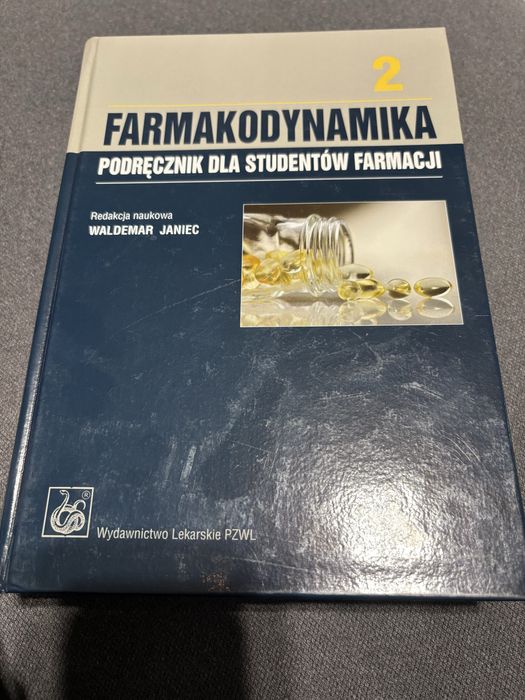 2
FARMAKODYNAMIKA
PODRĘCZNIK DLA STUDENTÓW FARMACJI
Redakcja naukowa
WALDEMAR JANIEC
®
Wydawnictwo Lekarskie PZWL